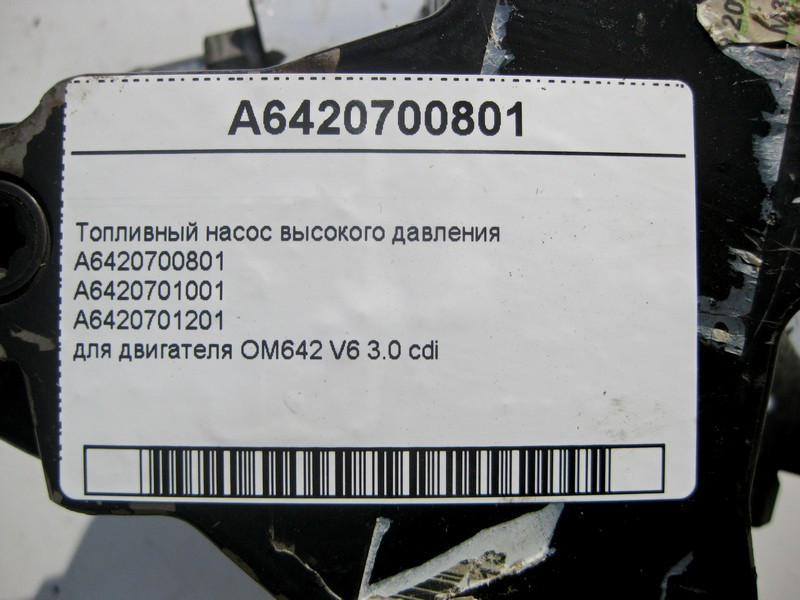 A6420700801
Топливный насос высокого давления
A6420700801
A6420701001
A6420701201
для двигателя OM642 V6 3.0 cdi